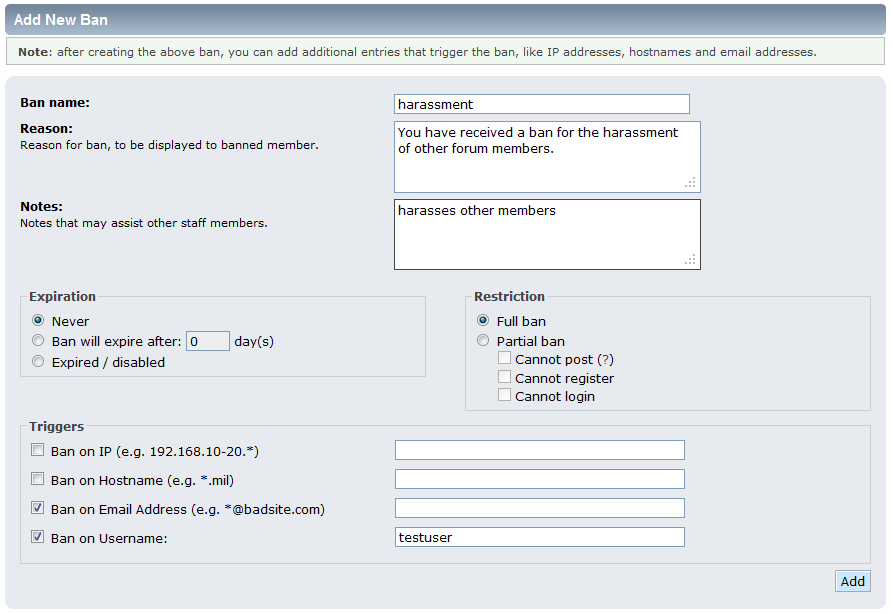 Add New Ban
Note: after creating the above ban, you can add additional entries that trigger the ban, like IP addresses, hostnames and email addresses.
Ban name:
harassment
Reason:
Reason for ban, to be displayed to banned member.
You have received a ban for the harassment
of other forum members.
Notes:
Notes that may assist other staff members.
harasses other members
Expiration
Never
Ban will expire after: 0 day(s)
Expired / disabled
Restriction
Full ban
Partial ban
Cannot post (?)
Cannot register
Cannot login
Triggers
Ban on IP (e.g. 192.168.10-20.*)
Ban on Hostname (e.g. *.mil)
Ban on Email Address (e.g. *@badsite.com)
Ban on Username:
testuser
Add